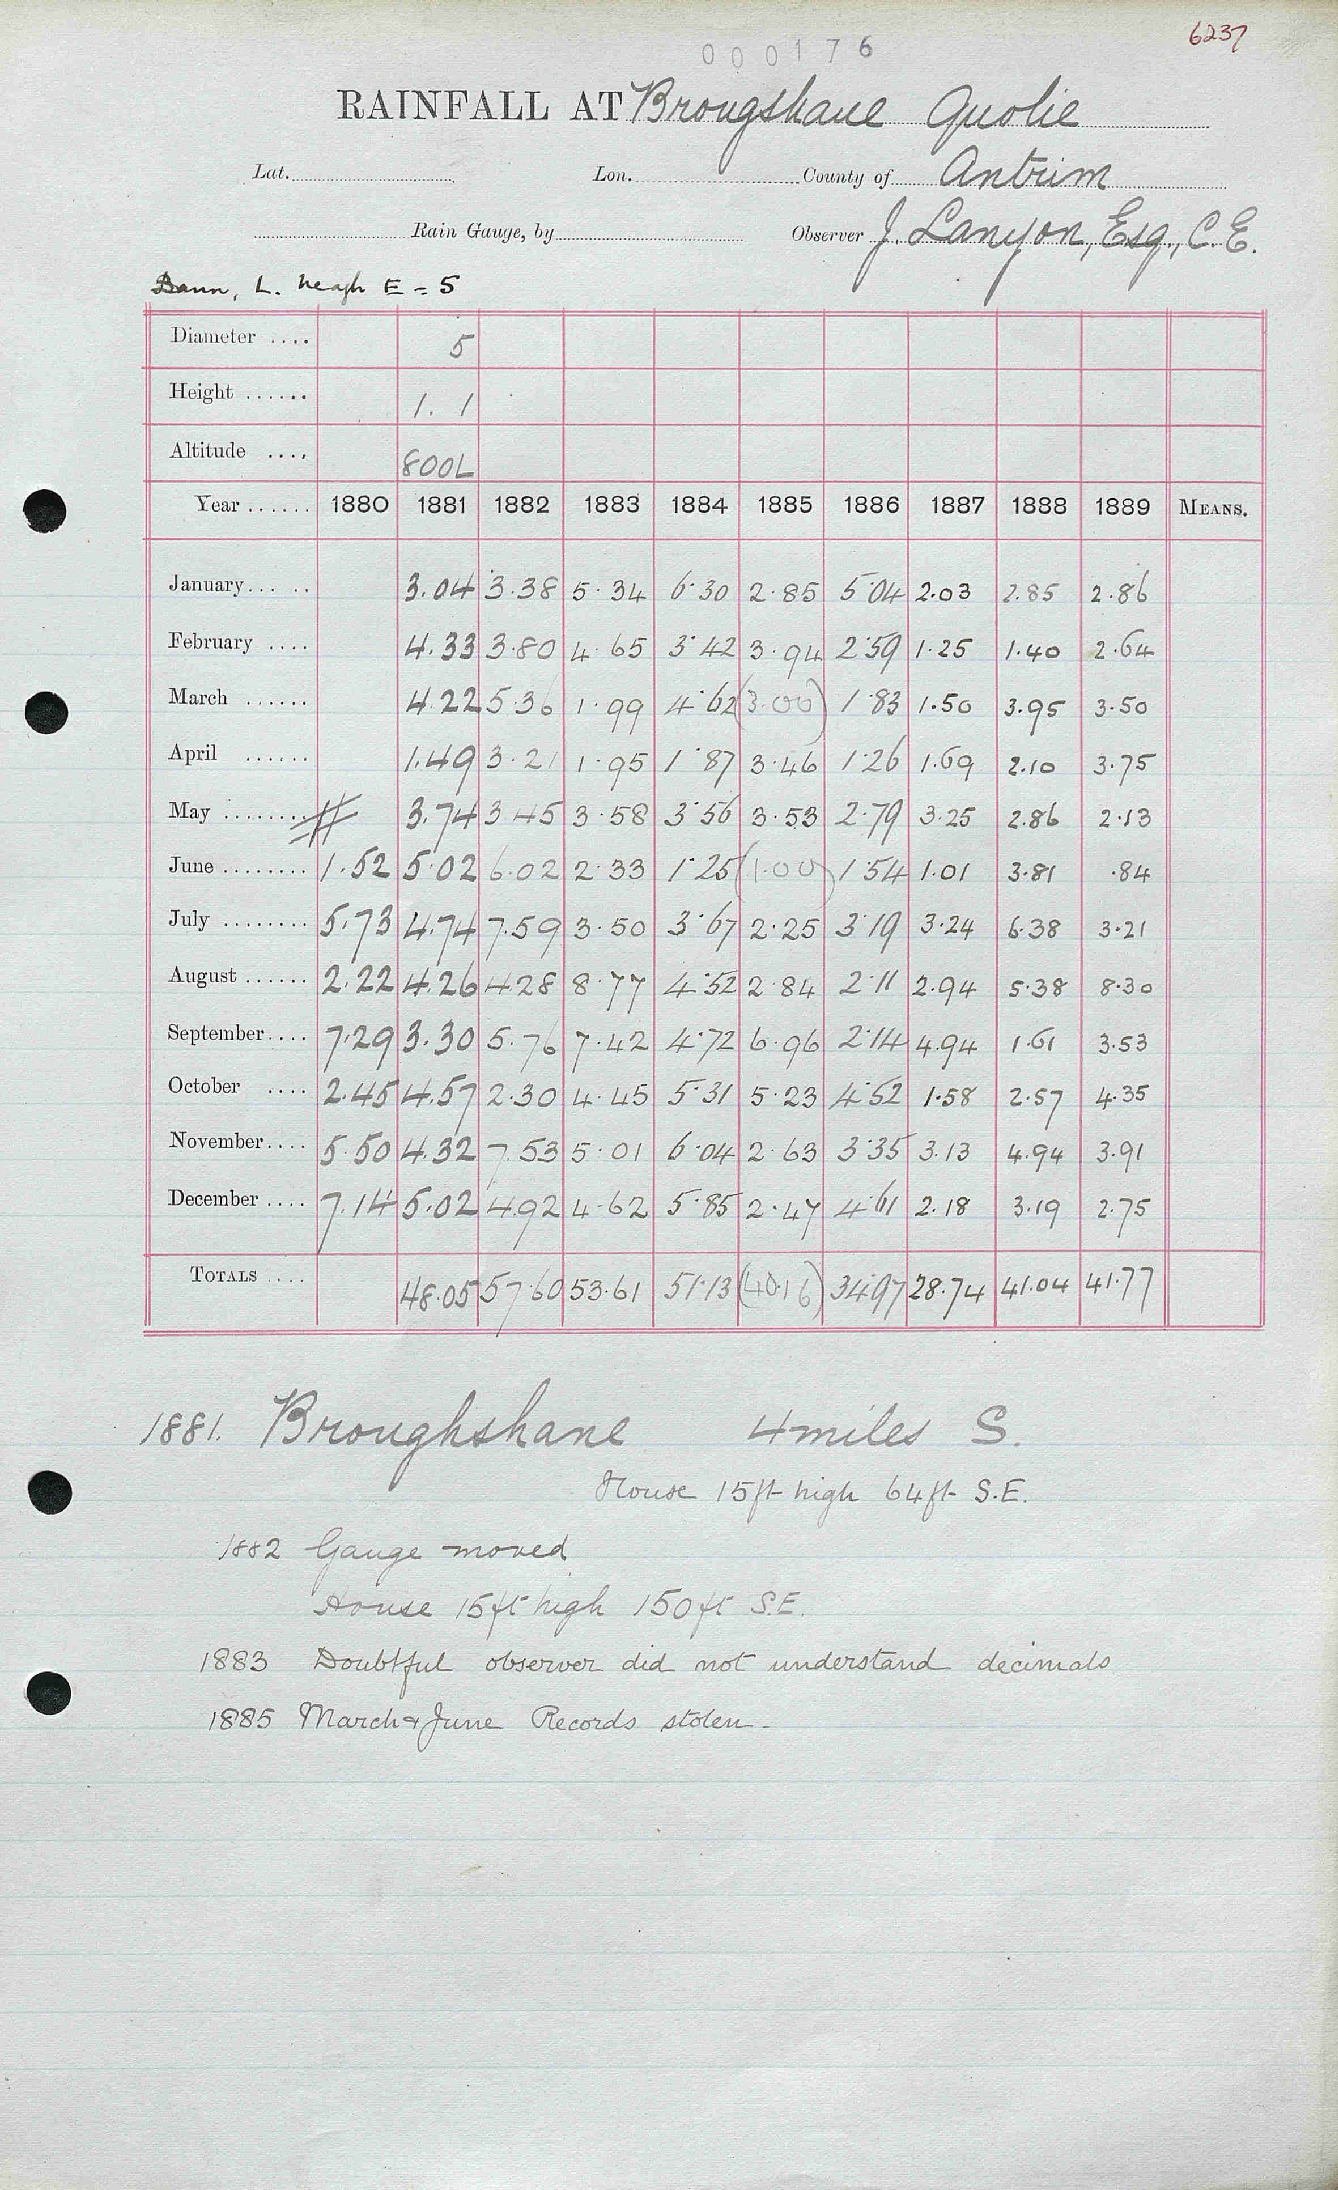 6237
000176
RAINFALL AT Brougshane Quolie
Lat. Lon. County of Antrim
Rain Gauge, by Observer J. Lanyon, Esq., C.E.
Bann, L. Neagh E = 5
Diameter .... 5
Height ...... 1. 1
Altitude .... 800L
Year ...... 1880 1881 1882 1883 1884 1885 1886 1887 1888 1889 MEANS.
January... .. 3.04 3.38 5.34 6.30 2.85 5.04 2.03 2.85 2.86
February .... 4.33 3.80 4.65 3.42 3.94 2.59 1.25 1.40 2.64
March ...... 4.22 5.36 1.99 4.62 (3.00) 1.83 1.50 3.95 3.50
April ...... 1.49 3.21 1.95 1.87 3.46 1.26 1.69 2.10 3.75
May ........ # 3.74 3.45 3.58 3.56 3.53 2.79 3.25 2.86 2.13
June ........ 1.52 5.02 6.02 2.33 1.25 (1.00) 1.54 1.01 3.81 .84
July ........ 5.73 4.74 7.59 3.50 3.67 2.25 3.19 3.24 6.38 3.21
August ...... 2.22 4.26 4.28 8.77 4.52 2.84 2.11 2.94 5.38 8.30
September.... 7.29 3.30 5.76 7.42 4.72 6.96 2.14 4.94 1.61 3.53
October .... 2.45 4.57 2.30 4.45 5.31 5.23 4.52 1.58 2.57 4.35
November.... 5.50 4.32 7.53 5.01 6.04 2.63 3.35 3.13 4.94 3.91
December .... 7.14 5.02 4.92 4.62 5.85 2.47 4.61 2.18 3.19 2.75
TOTALS .... 48.05 57.60 53.61 51.13 (40.16) 34.97 28.74 41.04 41.77
1881. Broughshane 4 miles S.
House 15ft high 64ft S.E.
1882 Gauge moved
House 15ft high 150ft S.E.
1883 Doubtful observer did not understand decimals
1885 March & June Records stolen -